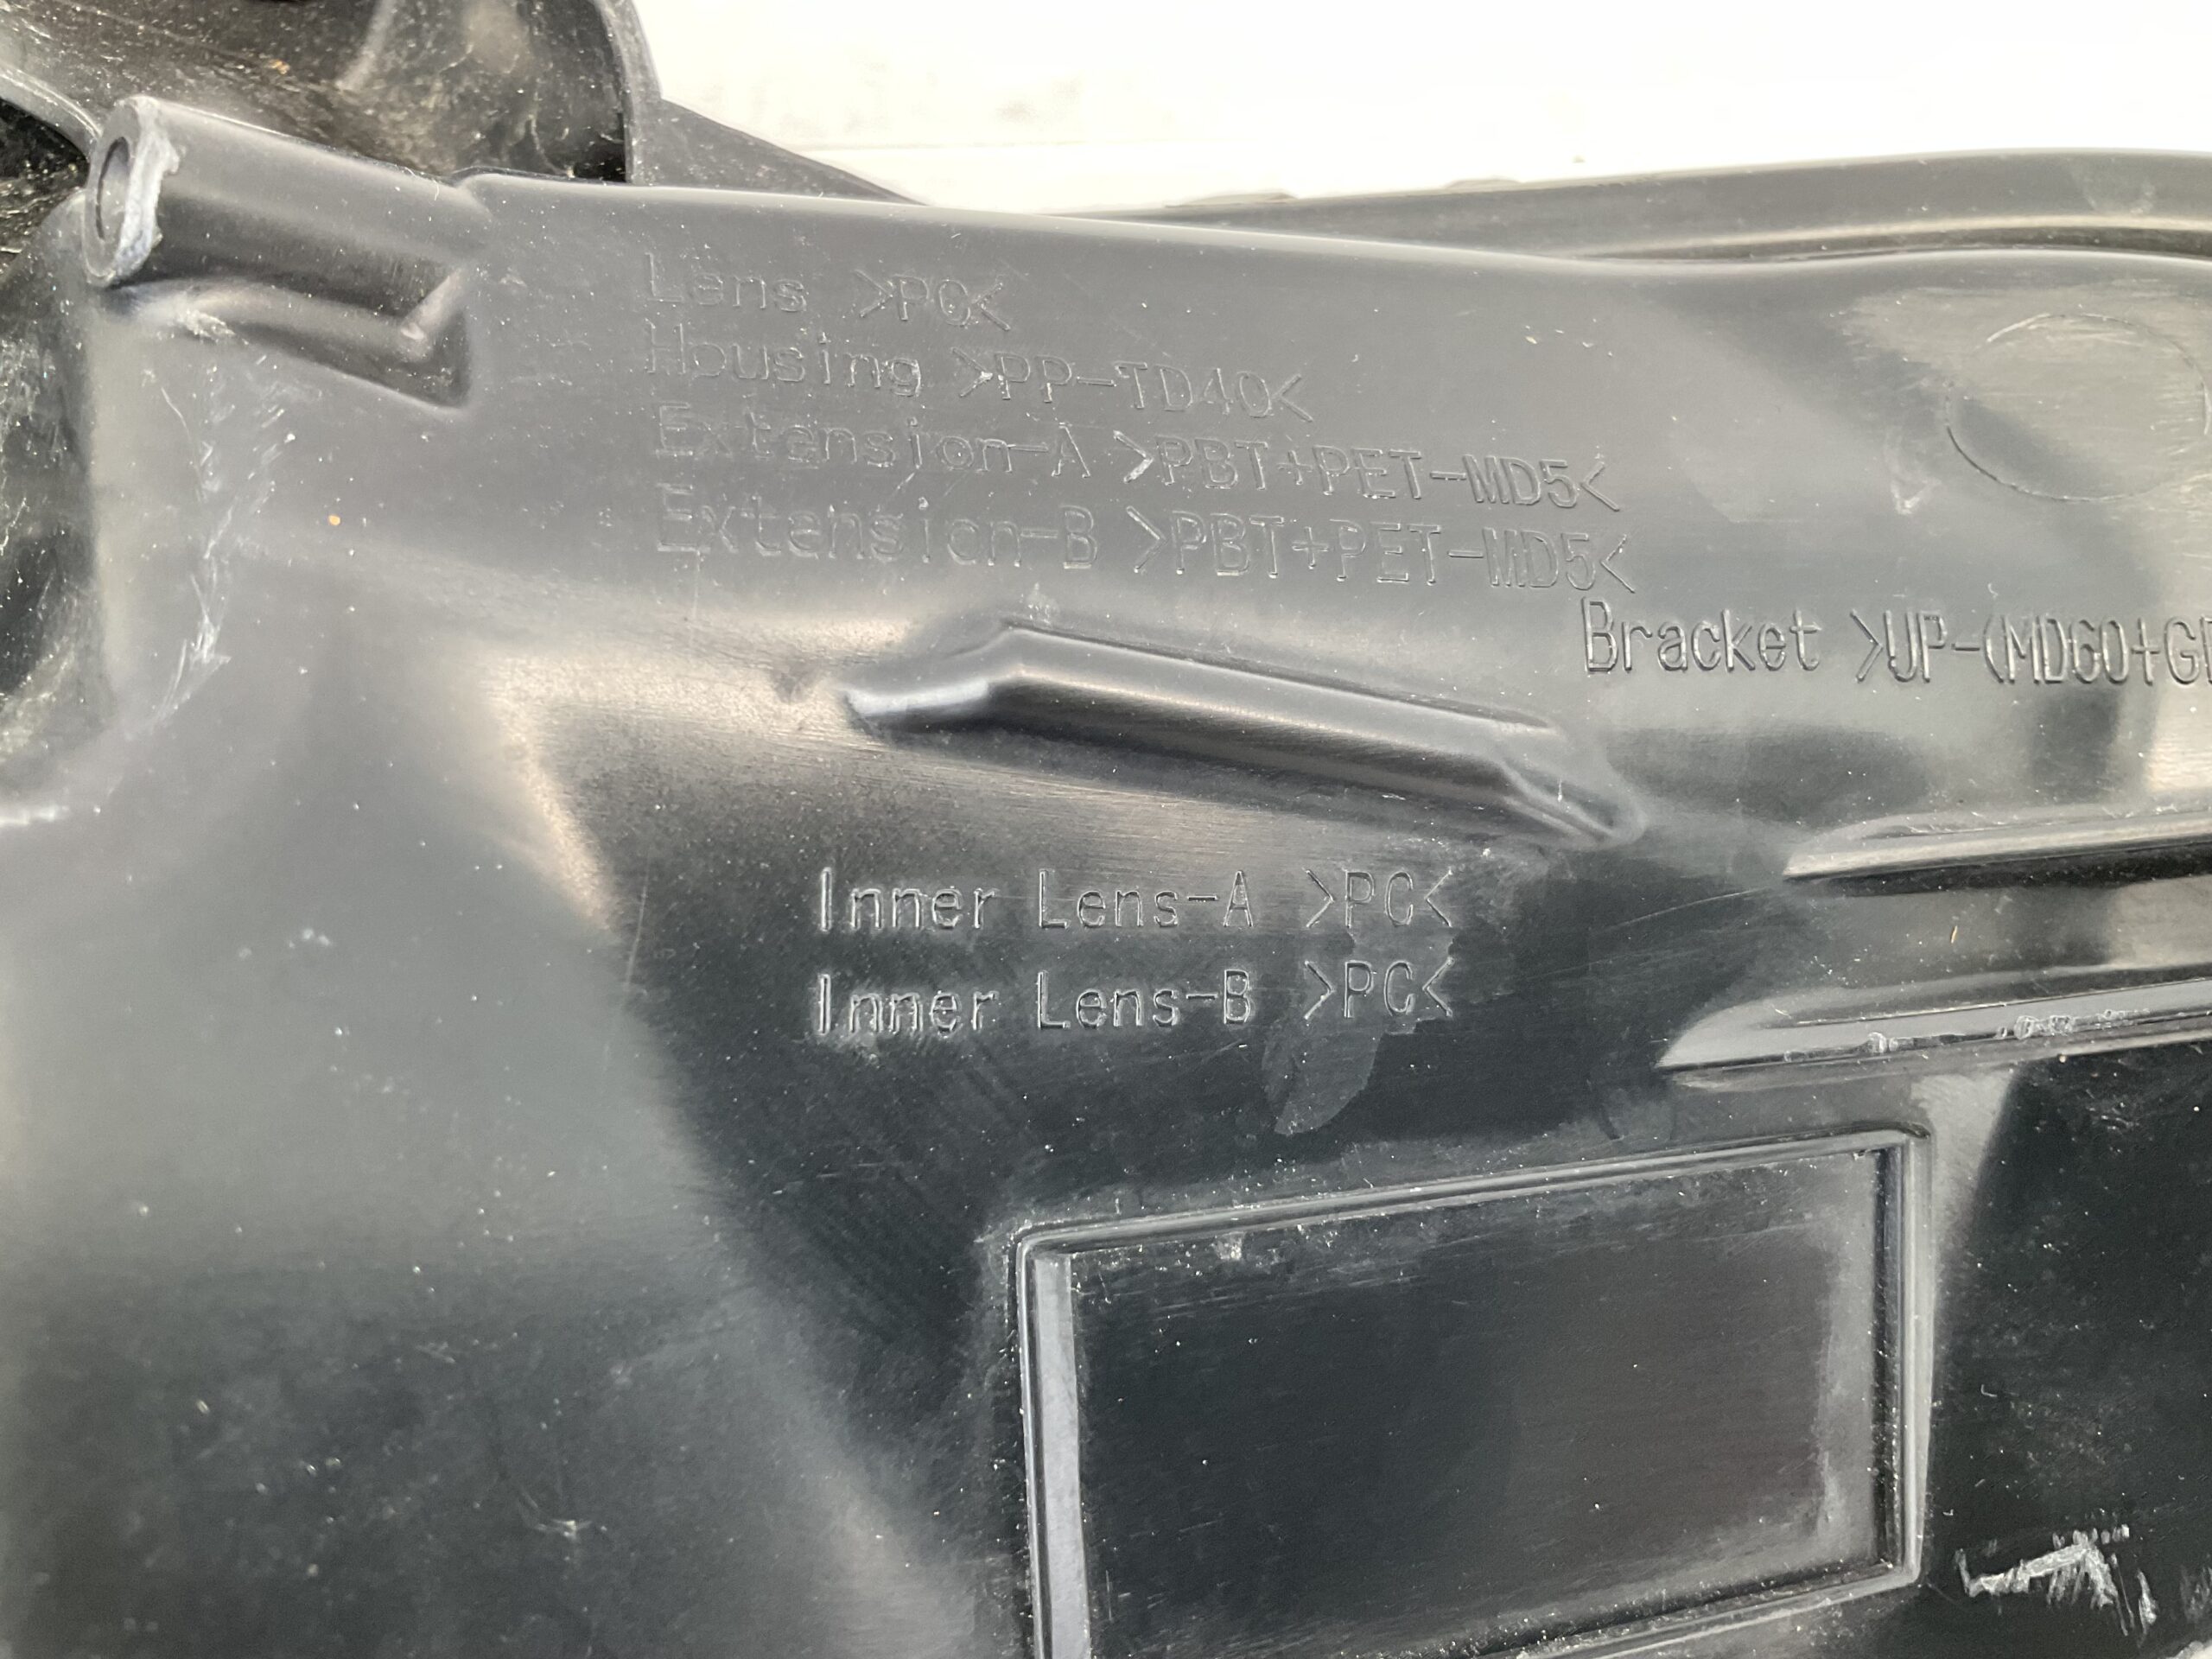 Lens >PC<
Housing >PP-TD40<
Extension-A >PBT+PET-MD5<
Extension-B >PBT+PET-MD5<
Bracket >UP-(MD60+G
Inner Lens-A >PC<
Inner Lens-B >PC<